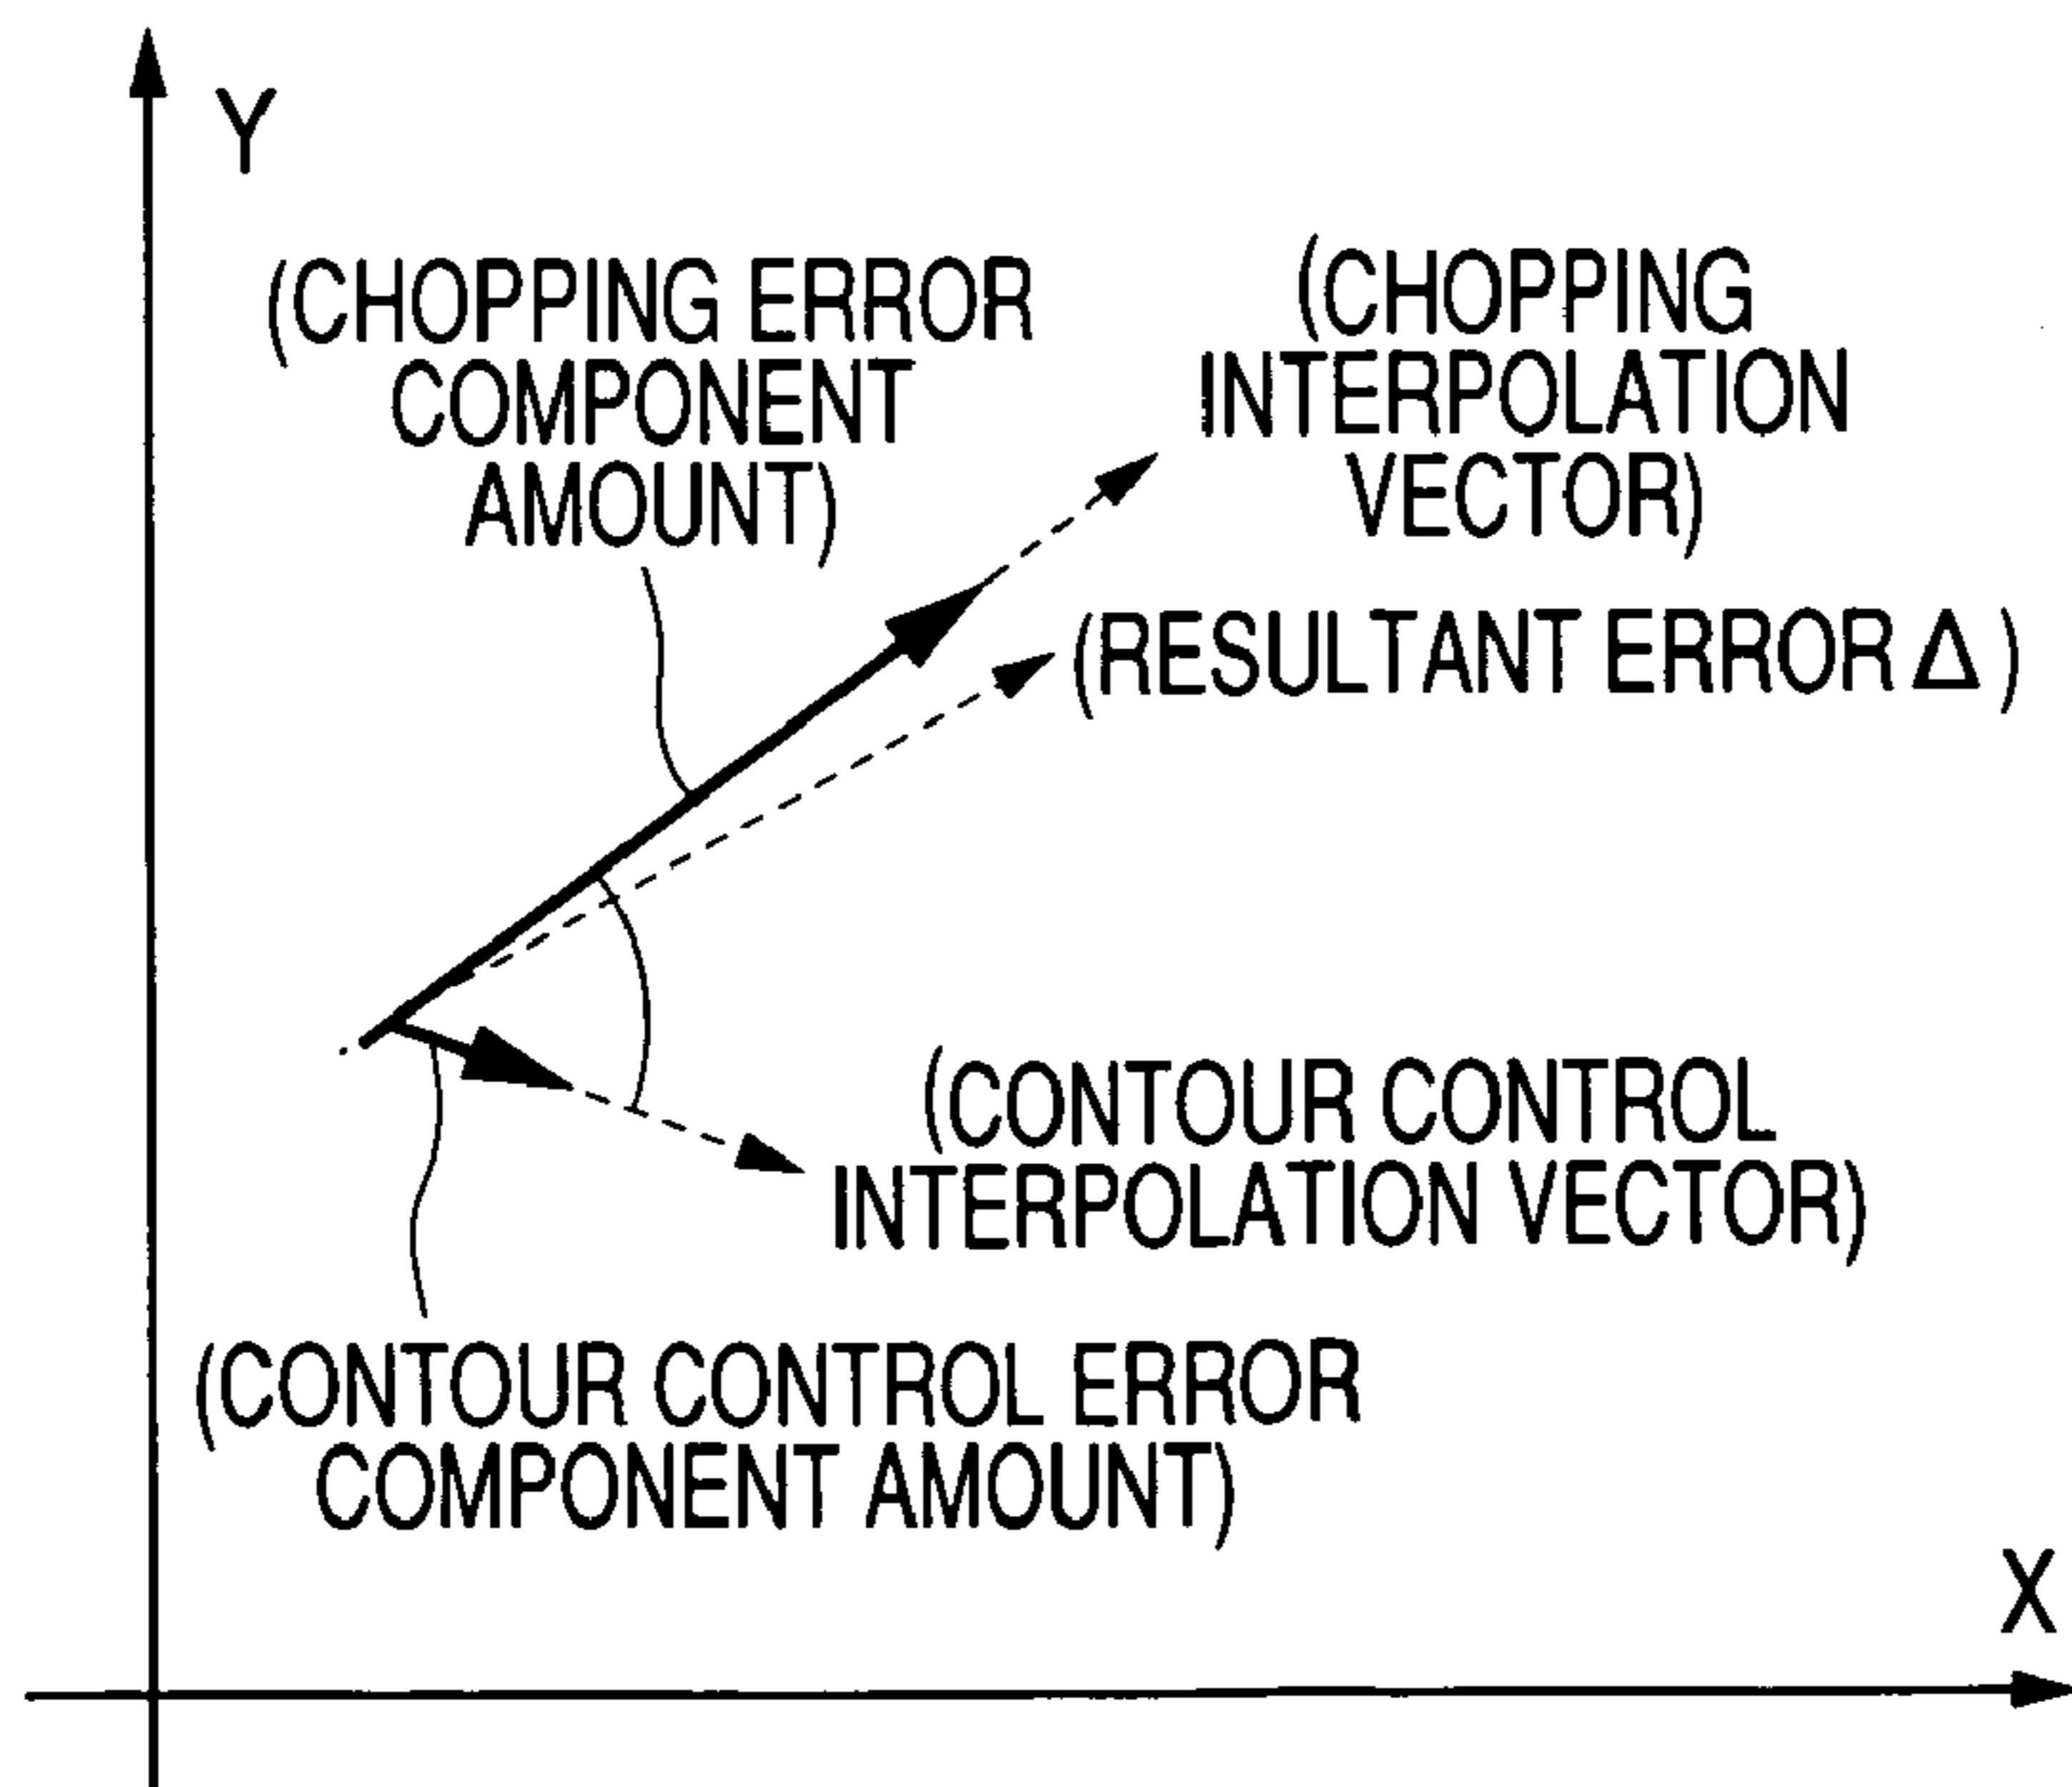 Y
(CHOPPING ERROR
COMPONENT
AMOUNT)
(CHOPPING
INTERPOLATION
VECTOR)
(RESULTANT ERROR Δ)
(CONTOUR CONTROL
INTERPOLATION VECTOR)
(CONTOUR CONTROL ERROR
COMPONENT AMOUNT)
X